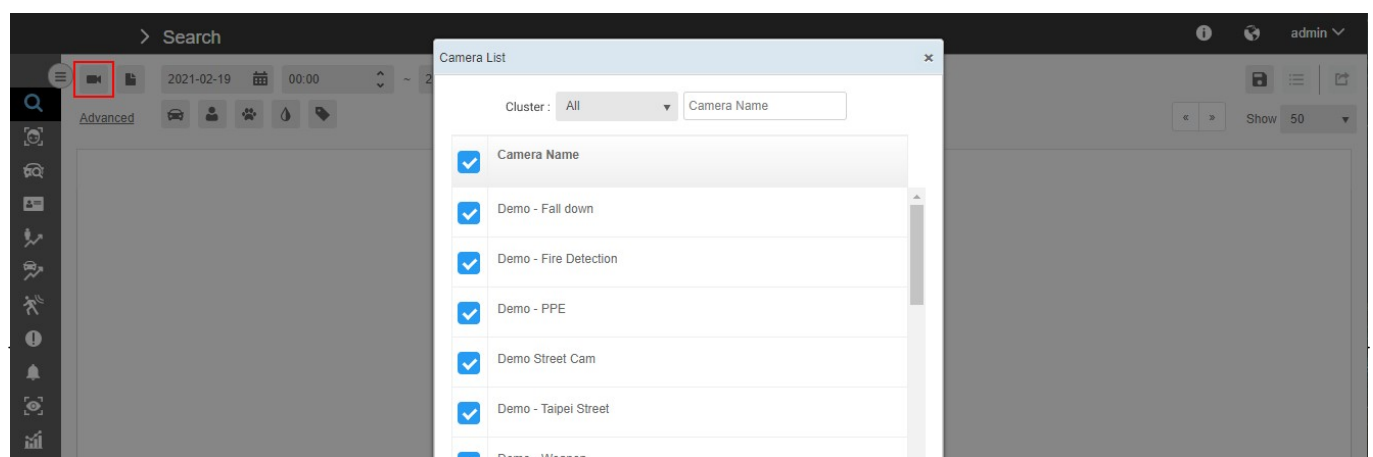 > Search
admin
Camera List
×
2021-02-19 00:00 ~ 2
Cluster : All Camera Name
Advanced
« » Show 50
Camera Name
Demo - Fall down
Demo - Fire Detection
Demo - PPE
Demo Street Cam
Demo - Taipei Street